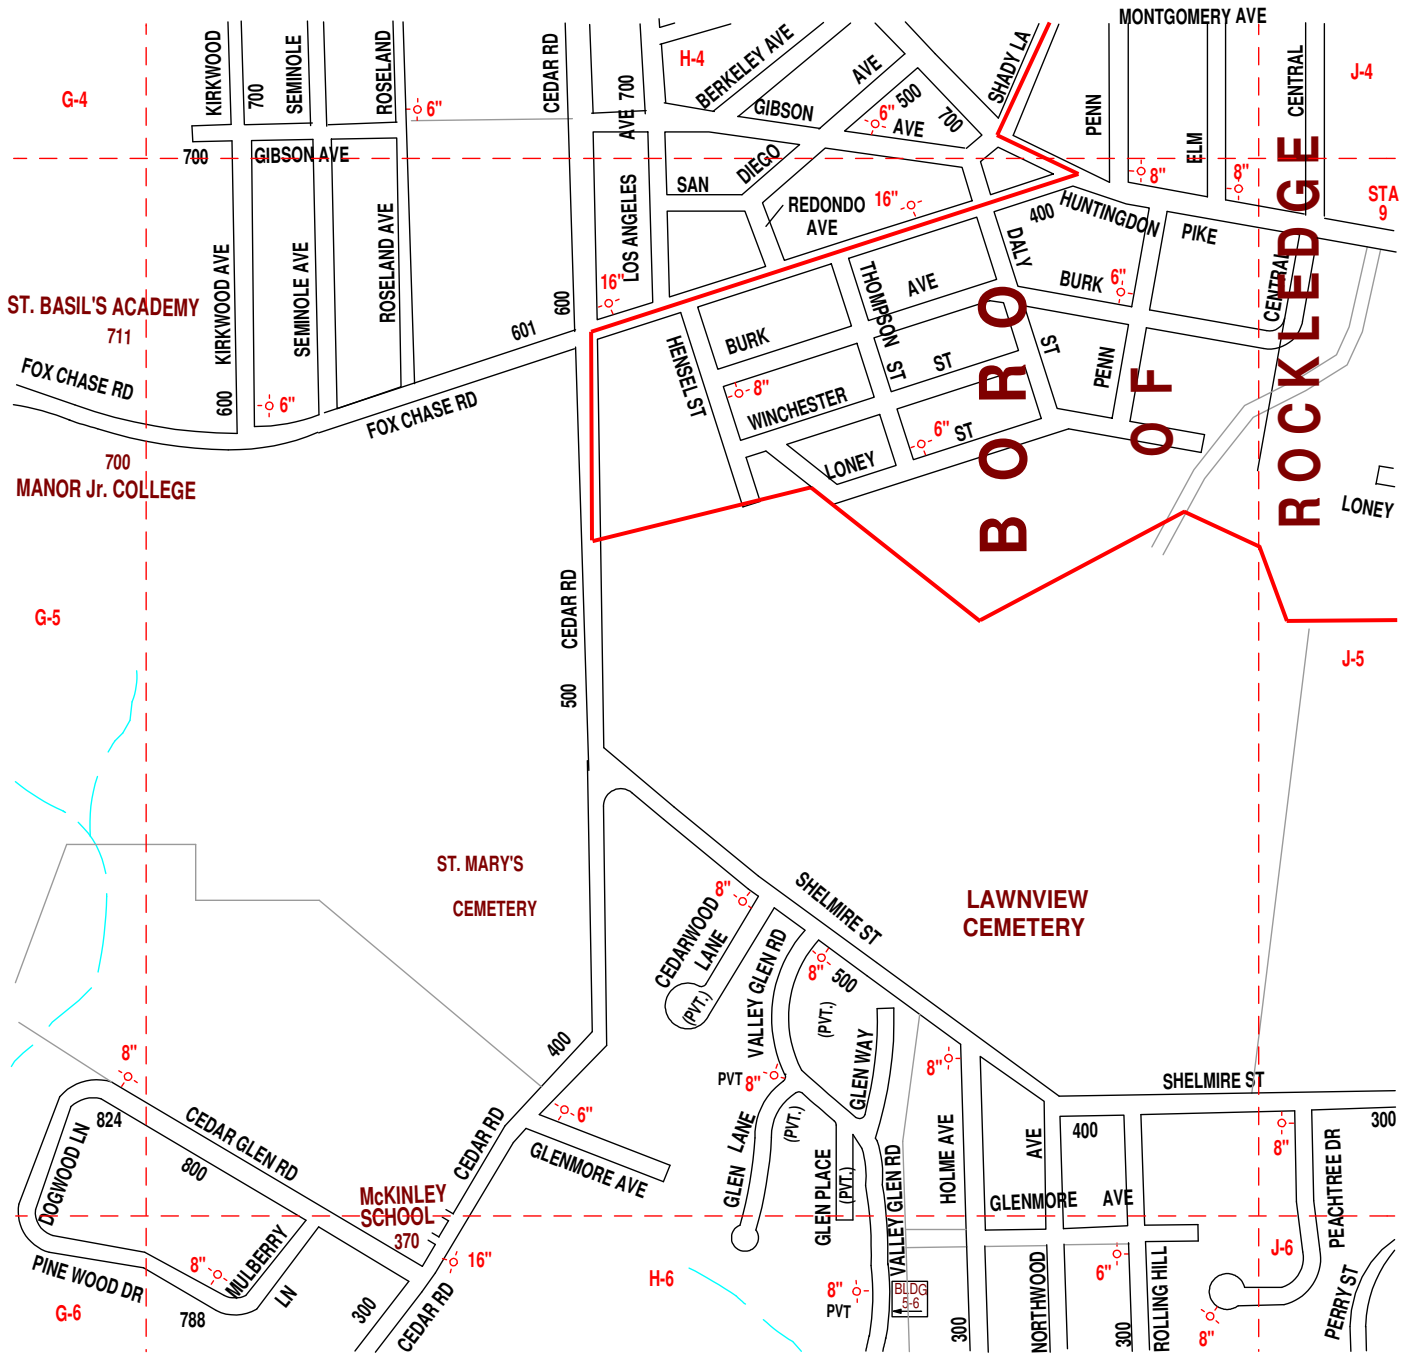 MONTGOMERY AVE
KIRKWOOD
700
SEMINOLE
ROSELAND
CEDAR RD
AVE 700
H-4
BERKELEY AVE
AVE
SHADY LA
PENN
ELM
CENTRAL
J-4
G-4
6"
GIBSON
6"
500
AVE
700
700
GIBSON AVE
SAN
DIEGO
8"
8"
STA
9
REDONDO
AVE
16"
400
HUNTINGDON
PIKE
LOS ANGELES
KIRKWOOD AVE
SEMINOLE AVE
ROSELAND AVE
DALY
ST
THOMPSON
ST
AVE
BURK
6"
CENTRAL
16"
600
601
ST. BASIL'S ACADEMY
711
HENSEL ST
BURK
ST
PENN
BORO
OF
ROCKLEDGE
FOX CHASE RD
600
6"
FOX CHASE RD
8"
WINCHESTER
6"
ST
LONEY
700
MANOR Jr. COLLEGE
LONEY
G-5
CEDAR RD
500
J-5
ST. MARY'S
CEMETERY
8"
SHELMIRE ST
LAWNVIEW
CEMETERY
CEDARWOOD
LANE
(PVT.)
VALLEY GLEN RD
8"
500
(PVT.)
GLEN WAY
400
8"
8"
PVT 8"
SHELMIRE ST
6"
824
CEDAR GLEN RD
CEDAR RD
GLEN LANE
(PVT.)
400
300
8"
DOGWOOD LN
800
GLENMORE AVE
GLEN PLACE
(PVT.)
VALLEY GLEN RD
HOLME AVE
AVE
GLENMORE AVE
PEACHTREE DR
McKINLEY
SCHOOL
370
16"
J-6
MULBERRY
LN
8"
PINE WOOD DR
788
G-6
300
CEDAR RD
H-6
8"
PVT
BLDG
5-6
300
NORTHWOOD
6"
300
ROLLING HILL
8"
PERRY ST